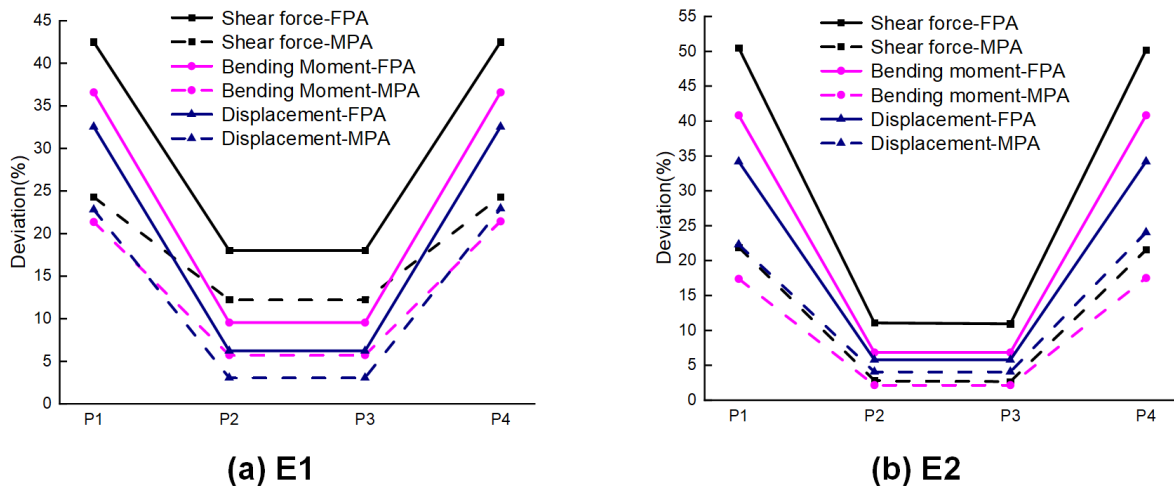 Deviation(%)
45
40
35
30
25
20
15
10
5
0
Shear force-FPA
Shear force-MPA
Bending Moment-FPA
Bending Moment-MPA
Displacement-FPA
Displacement-MPA
P1 P2 P3 P4
(a) E1
Deviation(%)
55
50
45
40
35
30
25
20
15
10
5
0
Shear force-FPA
Shear force-MPA
Bending moment-FPA
Bending moment-MPA
Displacement-FPA
Displacement-MPA
P1 P2 P3 P4
(b) E2